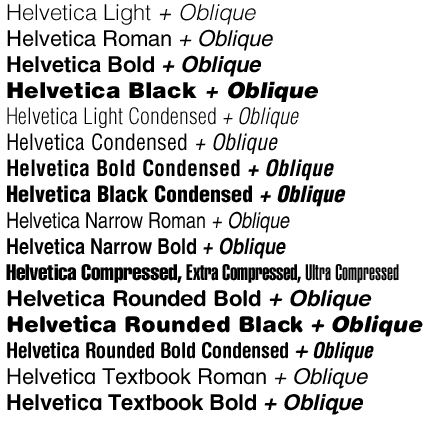 Helvetica Light + Oblique
Helvetica Roman + Oblique
Helvetica Bold + Oblique
Helvetica Black + Oblique
Helvetica Light Condensed + Oblique
Helvetica Condensed + Oblique
Helvetica Bold Condensed + Oblique
Helvetica Black Condensed + Oblique
Helvetica Narrow Roman + Oblique
Helvetica Narrow Bold + Oblique
Helvetica Compressed, Extra Compressed, Ultra Compressed
Helvetica Rounded Bold + Oblique
Helvetica Rounded Black + Oblique
Helvetica Rounded Bold Condensed + Oblique
Helvetica Textbook Roman + Oblique
Helvetica Textbook Bold + Oblique